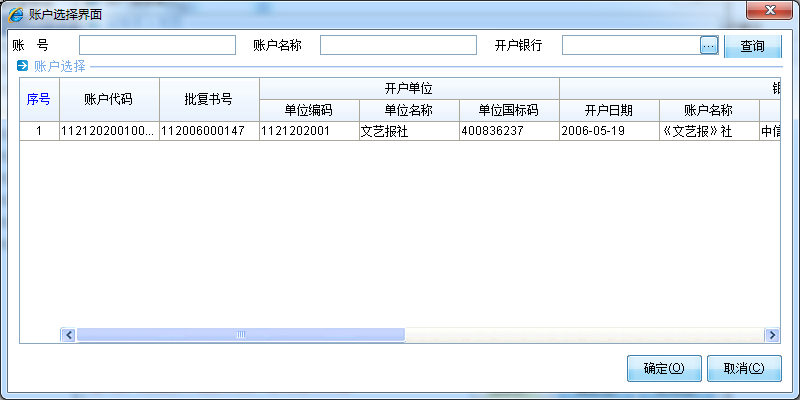 账户选择界面
账 号 账户名称 开户银行 ... 查询
账户选择
序号 账户代码 批复书号 开户单位
单位编码 单位名称 单位国标码 开户日期 账户名称
1 112120200100... 112006000147 1121202001 文艺报社 400836237 2006-05-19 《文艺报》社 中信
确定(O) 取消(C)